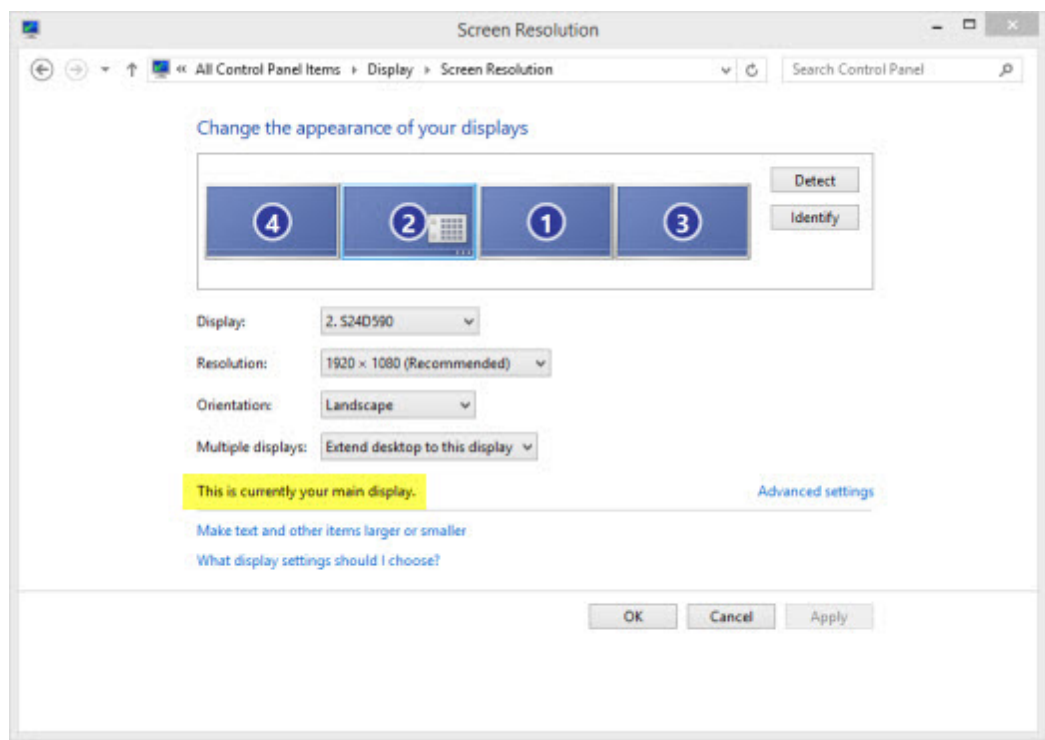 Screen Resolution
« All Control Panel Items ▸ Display ▸ Screen Resolution
Search Control Panel
Change the appearance of your displays
Detect
4 2 1 3
Identify
Display: 2. S24D590
Resolution: 1920 × 1080 (Recommended)
Orientation: Landscape
Multiple displays: Extend desktop to this display
This is currently your main display. Advanced settings
Make text and other items larger or smaller
What display settings should I choose?
OK Cancel Apply